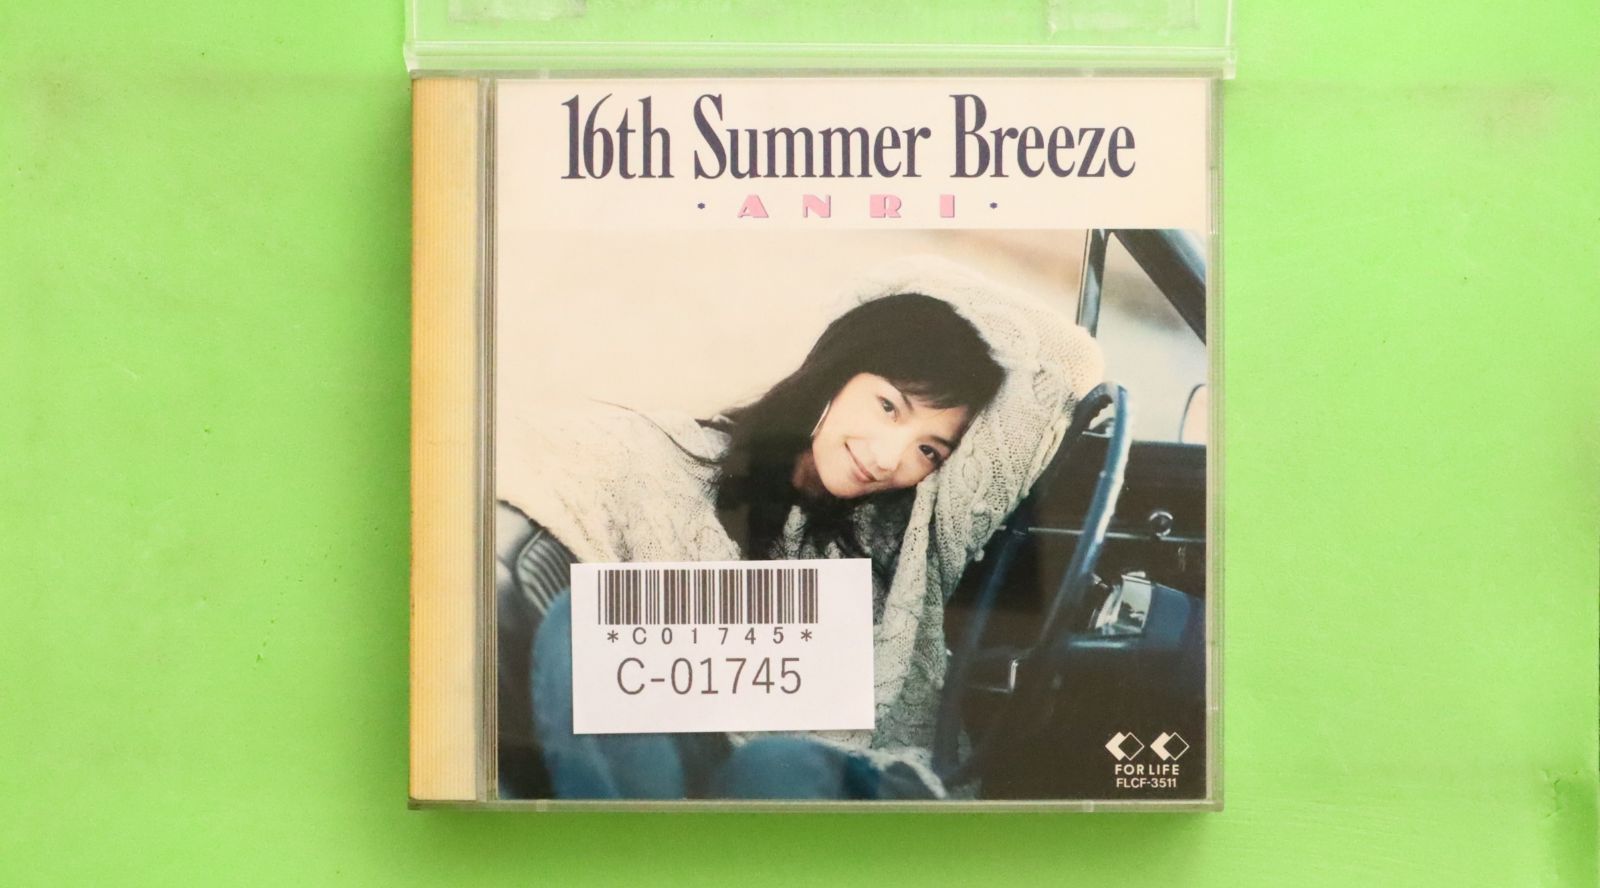 16th Summer Breeze
• ANRI •
*C01745*
C-01745
FOR LIFE
FLCF-3511